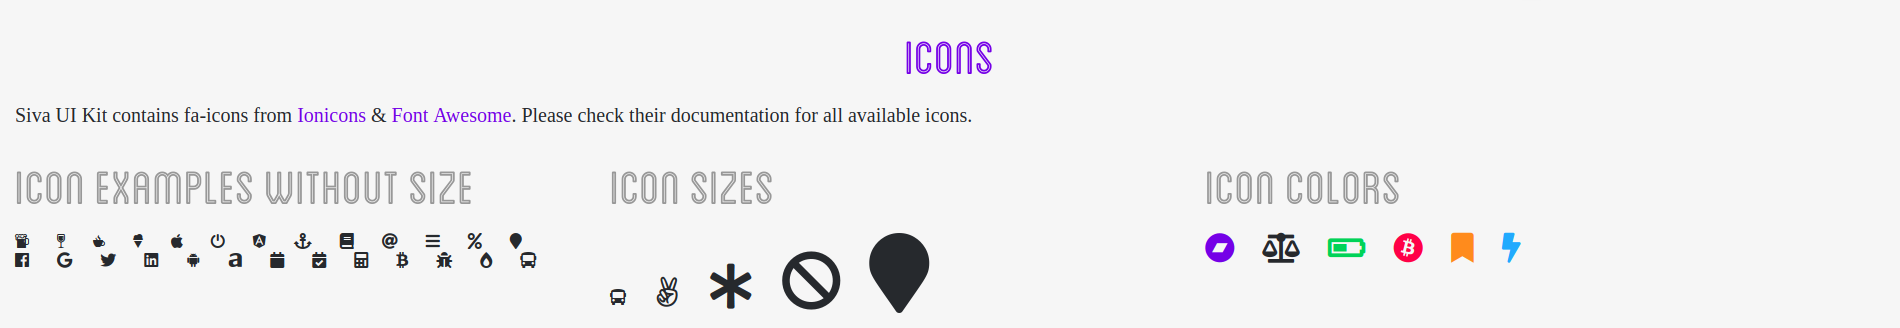 ICONS
Siva UI Kit contains fa-icons from Ionicons & Font Awesome. Please check their documentation for all available icons.
ICON EXAMPLES WITHOUT SIZE
ICON SIZES
ICON COLORS